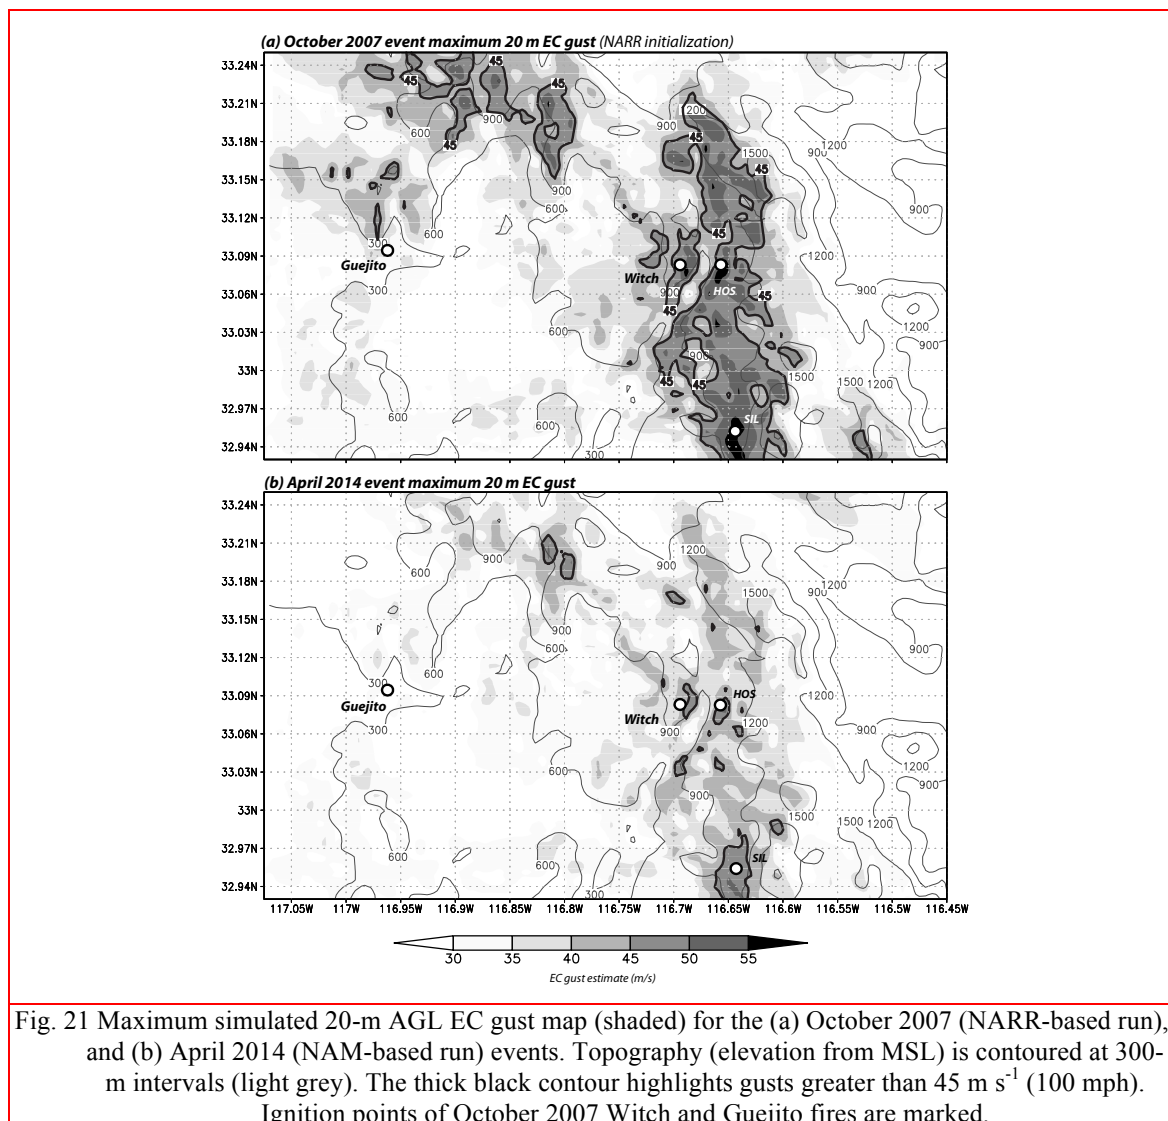 (a) October 2007 event maximum 20 m EC gust (NARR initialization)
33.24N
33.21N
33.18N
33.15N
33.12N
33.09N
33.06N
33.03N
33N
32.97N
32.94N
45
45
45
45
45
45
45
45
45
45
45
45
600
900
900
600
600
300
300
600
600
600
300
900
200
1500
900
1200
900
1200
900
1200
900
900
900
1500
1500
1200
Guejito
Witch
HOS
SIL
(b) April 2014 event maximum 20 m EC gust
33.24N
33.21N
33.18N
33.15N
33.12N
33.09N
33.06N
33.03N
33N
32.97N
32.94N
600
900
900
600
600
300
300
600
600
600
300
900
1200
1500
900
1200
900
1200
900
1200
900
1200
900
900
1500
1500
1200
Guejito
Witch
HOS
SIL
117.05W 117W 116.95W 116.9W 116.85W 116.8W 116.75W 116.7W 116.65W 116.6W 116.55W 116.5W 116.45W
30 35 40 45 50 55
EC gust estimate (m/s)
Fig. 21 Maximum simulated 20-m AGL EC gust map (shaded) for the (a) October 2007 (NARR-based run),
and (b) April 2014 (NAM-based run) events. Topography (elevation from MSL) is contoured at 300-
m intervals (light grey). The thick black contour highlights gusts greater than 45 m s⁻¹ (100 mph).
Ignition points of October 2007 Witch and Guejito fires are marked.